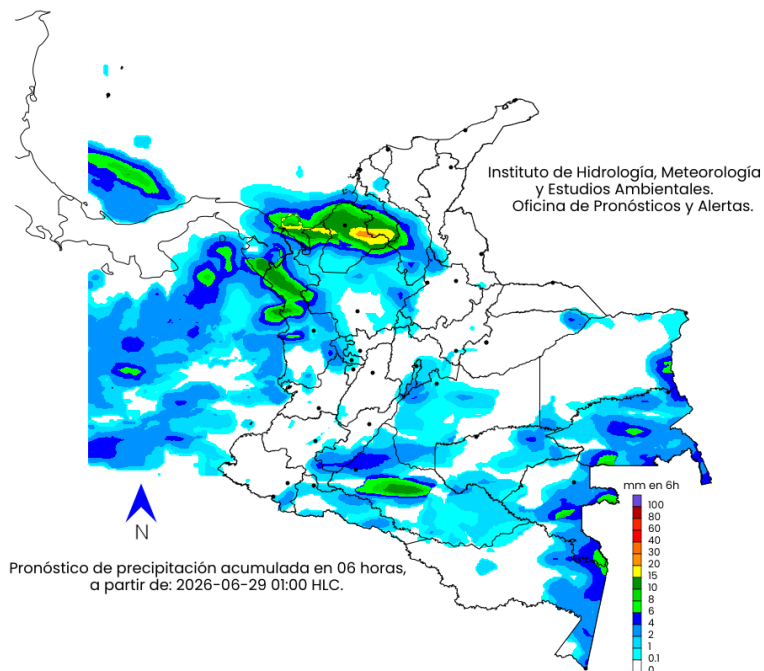 Instituto de Hidrología, Meteorología
y Estudios Ambientales.
Oficina de Pronósticos y Alertas.
mm en 6h
100
80
60
40
30
20
15
10
8
6
4
2
1
0.1
0
N
Pronóstico de precipitación acumulada en 06 horas,
a partir de: 2026-06-29 01:00 HLC.